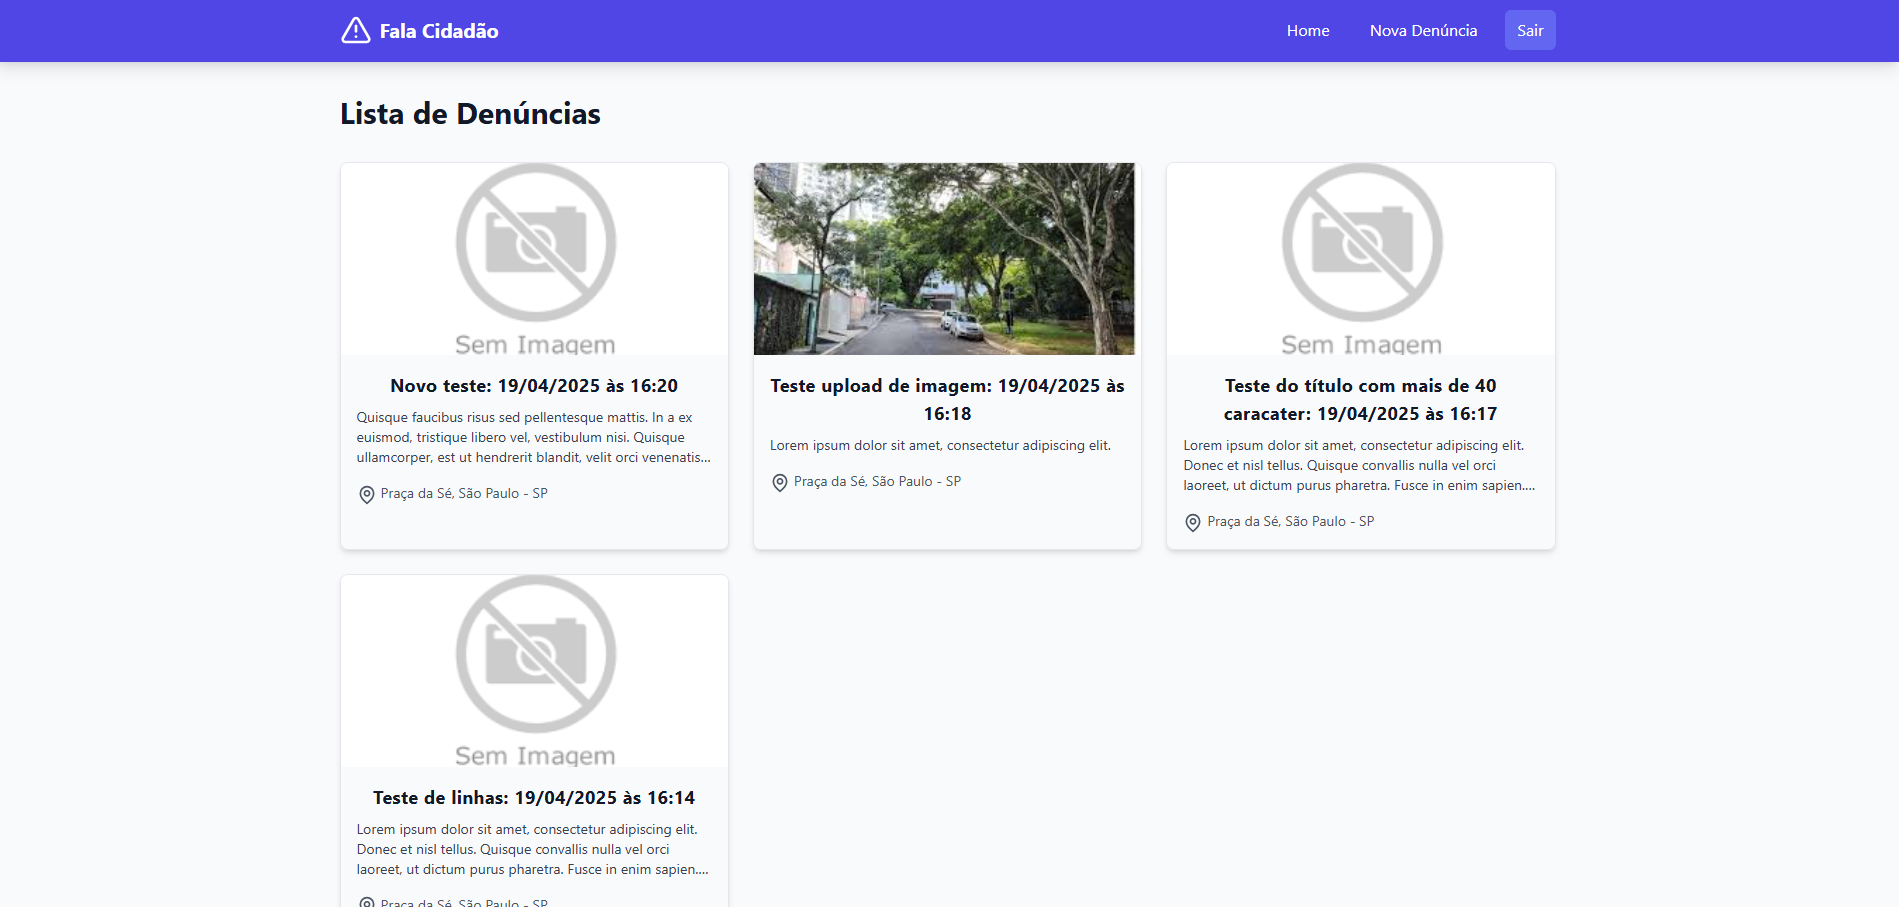 Fala Cidadão
Home
Nova Denúncia
Sair
Lista de Denúncias
Sem Imagem
Novo teste: 19/04/2025 às 16:20
Quisque faucibus risus sed pellentesque mattis. In a ex
euismod, tristique libero vel, vestibulum nisi. Quisque
ullamcorper, est ut hendrerit blandit, velit orci venenatis...
Praça da Sé, São Paulo - SP
Teste upload de imagem: 19/04/2025 às
16:18
Lorem ipsum dolor sit amet, consectetur adipiscing elit.
Praça da Sé, São Paulo - SP
Sem Imagem
Teste do título com mais de 40
caracater: 19/04/2025 às 16:17
Lorem ipsum dolor sit amet, consectetur adipiscing elit.
Donec et nisl tellus. Quisque convallis nulla vel orci
laoreet, ut dictum purus pharetra. Fusce in enim sapien....
Praça da Sé, São Paulo - SP
Sem Imagem
Teste de linhas: 19/04/2025 às 16:14
Lorem ipsum dolor sit amet, consectetur adipiscing elit.
Donec et nisl tellus. Quisque convallis nulla vel orci
laoreet, ut dictum purus pharetra. Fusce in enim sapien....
Praça da Sé, São Paulo - SP